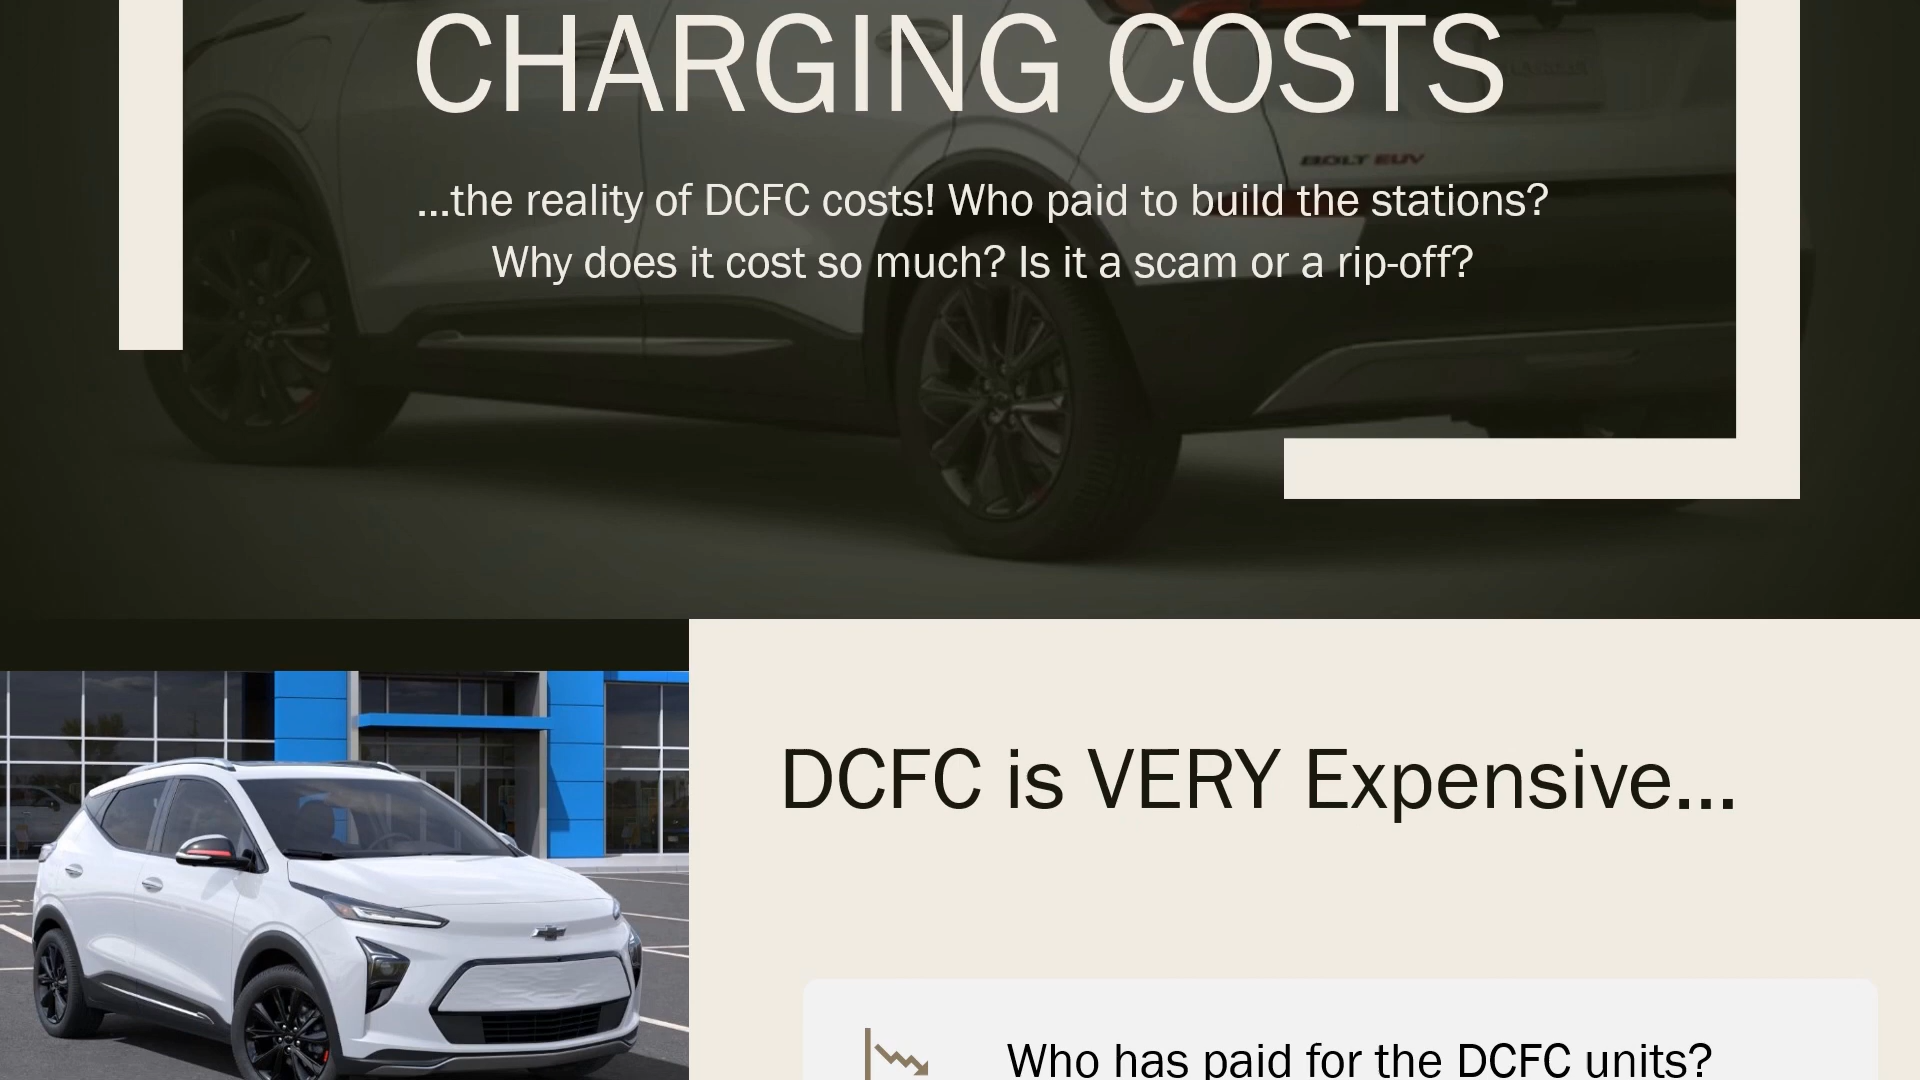 CHARGING COSTS
BOLT EUV
...the reality of DCFC costs! Who paid to build the stations?
Why does it cost so much? Is it a scam or a rip-off?
DCFC is VERY Expensive...
Who has paid for the DCFC units?